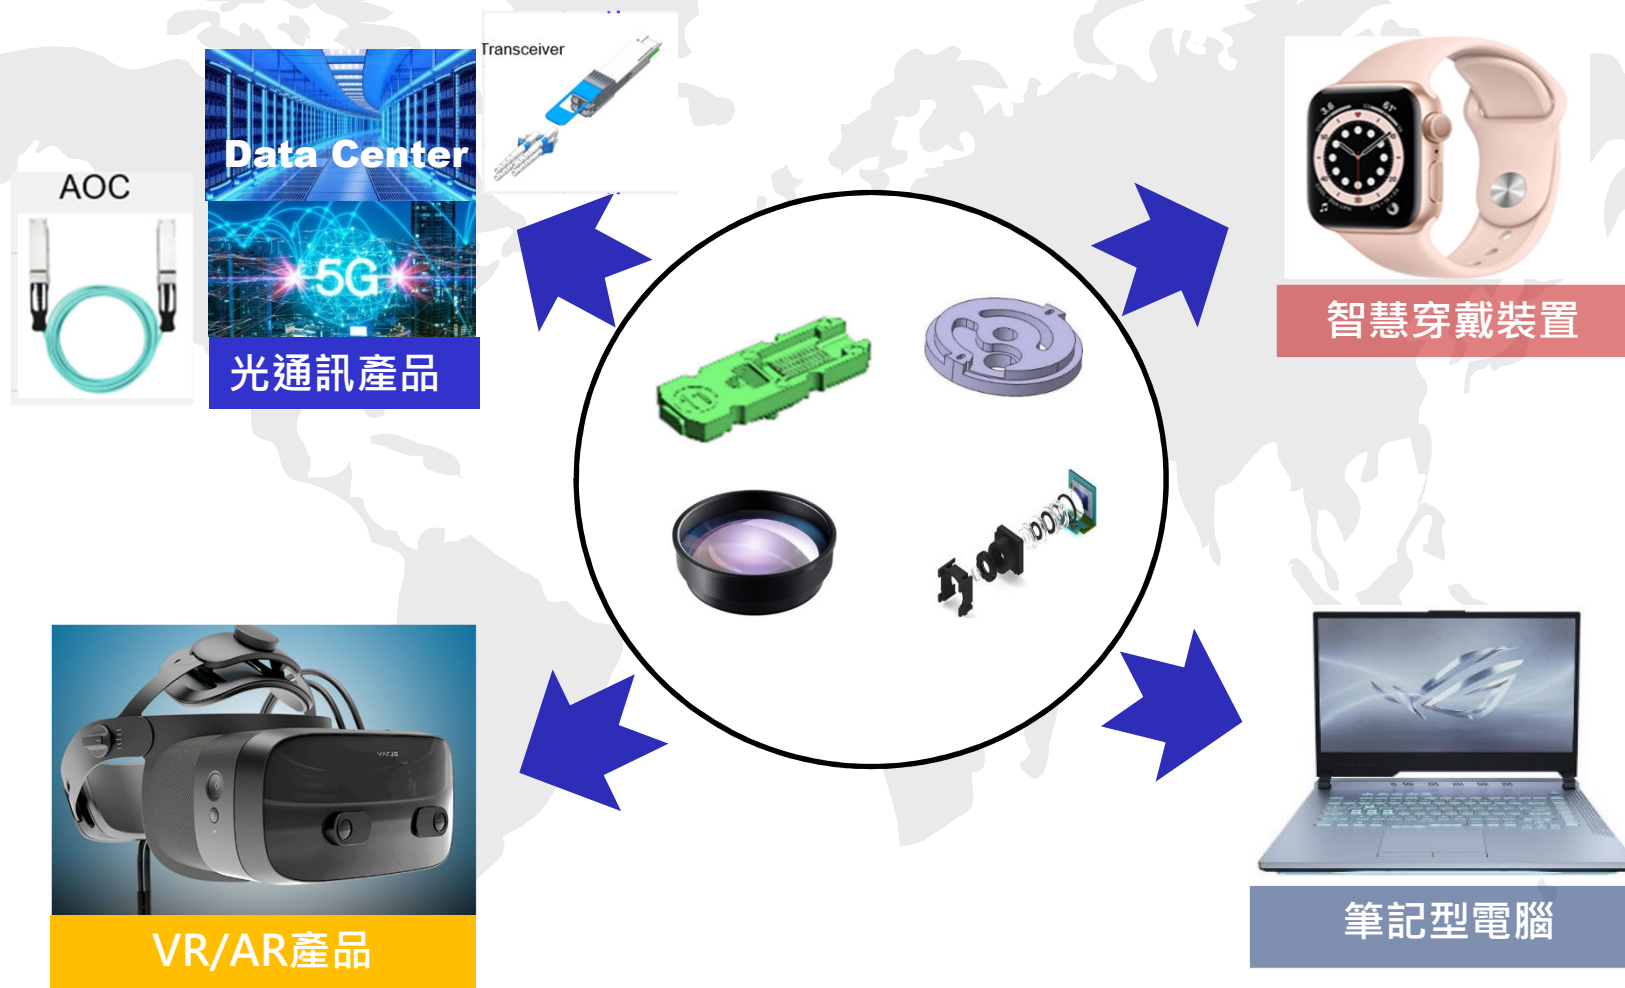 Transceiver
Data Center
AOC
5G
光通訊產品
智慧穿戴裝置
VARJO
VR/AR產品
筆記型電腦